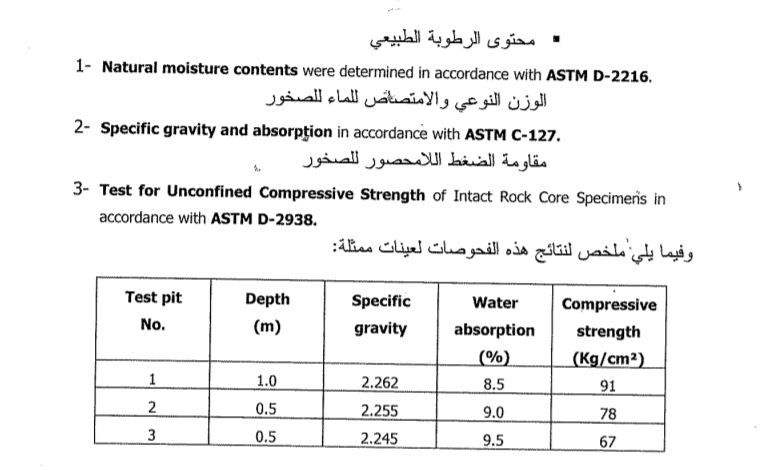 ▪ محتوى الرطوبة الطبيعي
1- Natural moisture contents were determined in accordance with ASTM D-2216.
الوزن النوعي والامتصاص للماء للصخور
2- Specific gravity and absorption in accordance with ASTM C-127.
مقاومة الضغط اللامحصور للصخور
3- Test for Unconfined Compressive Strength of Intact Rock Core Specimens in
accordance with ASTM D-2938.
وفيما يلي ملخص لنتائج هذه الفحوصات لعينات ممثلة:
Test pit No. Depth (m) Specific gravity Water absorption (%) Compressive strength (Kg/cm²)
1 1.0 2.262 8.5 91
2 0.5 2.255 9.0 78
3 0.5 2.245 9.5 67